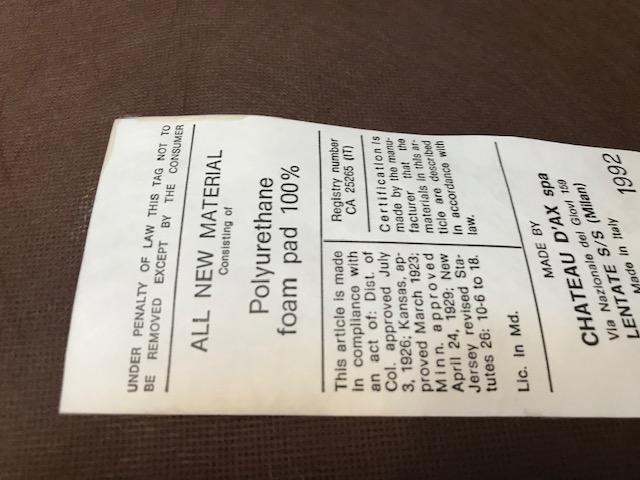 UNDER PENALTY OF LAW THIS TAG NOT TO
BE REMOVED EXCEPT BY THE CONSUMER
ALL NEW MATERIAL
Consisting of
Polyurethane
foam pad 100%
This article is made
in compliance with
an act of: Dist. of
Col. approved July
3, 1926; Kansas, ap-
proved March 1923;
Minn. approved
April 24, 1929; New
Jersey revised Sta-
tutes 26: 10-6 to 18.
Lic. In Md.
Registry number
CA 25265 (IT)
Certification is
made by the manu-
facturer that the
materials in this ar-
ticle are described
in accordance with
law.
MADE BY
CHATEAU D'AX spa
Via Nazionale dei Giovi 159
LENTATE S/S (Milan)
Made in Italy 1992